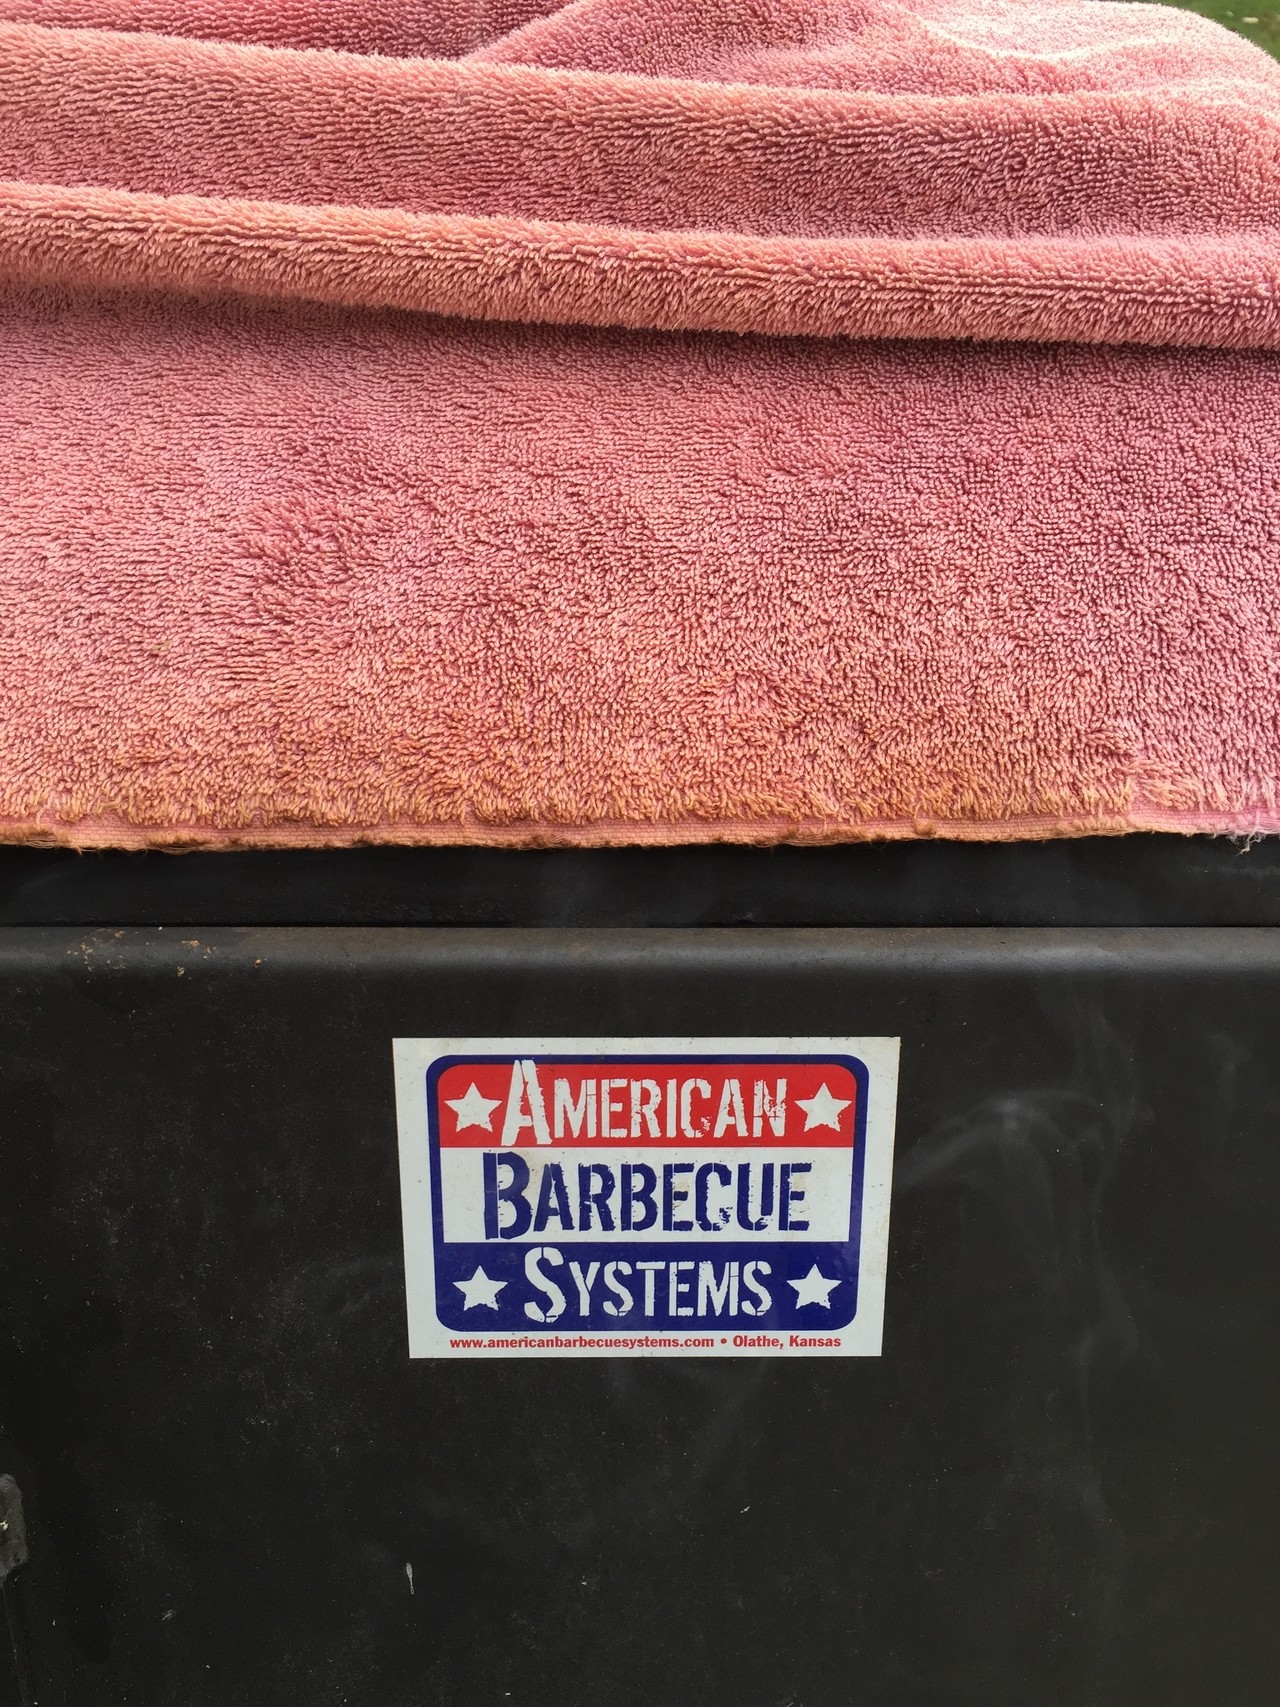 American
Barbecue
Systems
www.americanbarbecuesystems.com • Olathe, Kansas